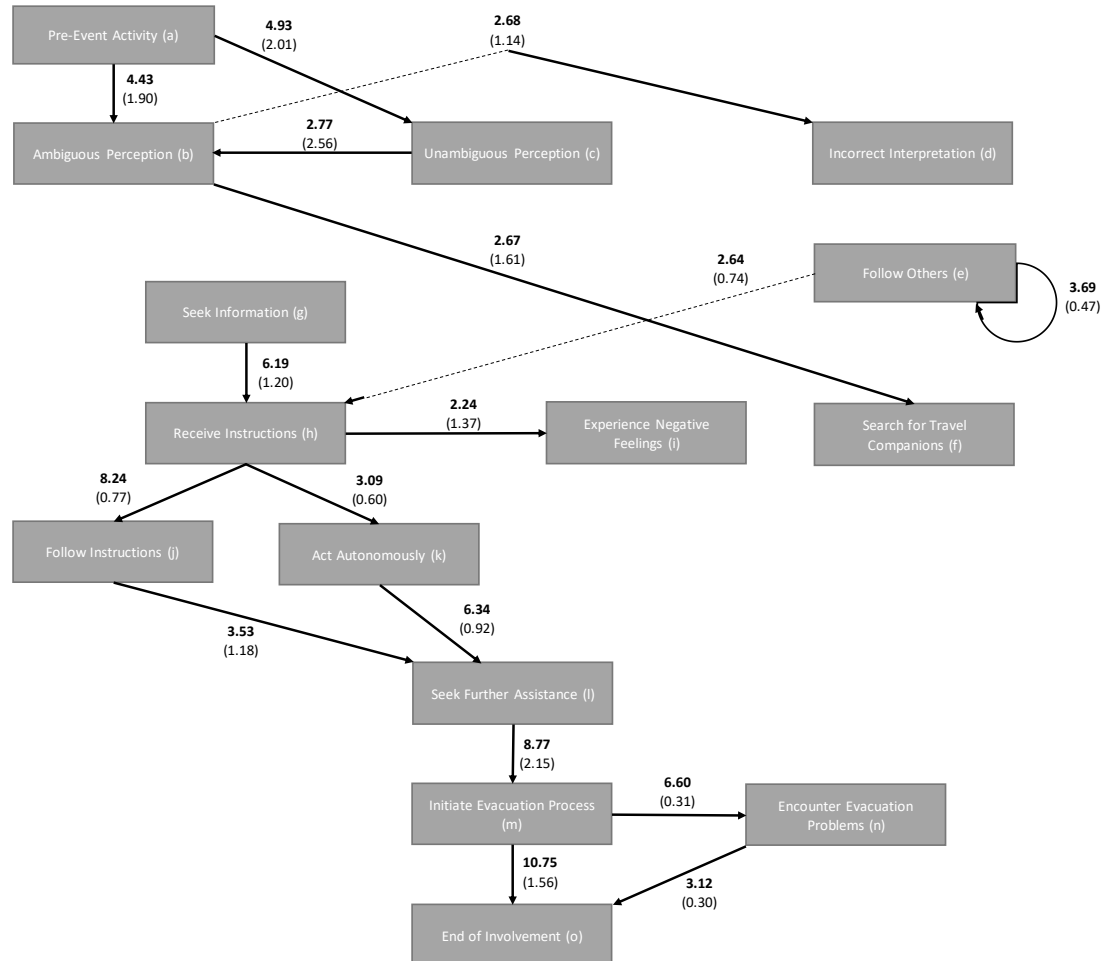 Pre-Event Activity (a)
4.93
(2.01)
2.68
(1.14)
4.43
(1.90)
Ambiguous Perception (b)
2.77
(2.56)
Unambiguous Perception (c)
Incorrect Interpretation (d)
2.67
(1.61)
2.64
(0.74)
Follow Others (e)
3.69
(0.47)
Seek Information (g)
6.19
(1.20)
Receive Instructions (h)
2.24
(1.37)
Experience Negative
Feelings (i)
Search for Travel
Companions (f)
8.24
(0.77)
3.09
(0.60)
Follow Instructions (j)
Act Autonomously (k)
3.53
(1.18)
6.34
(0.92)
Seek Further Assistance (l)
8.77
(2.15)
Initiate Evacuation Process
(m)
6.60
(0.31)
Encounter Evacuation
Problems (n)
10.75
(1.56)
3.12
(0.30)
End of Involvement (o)